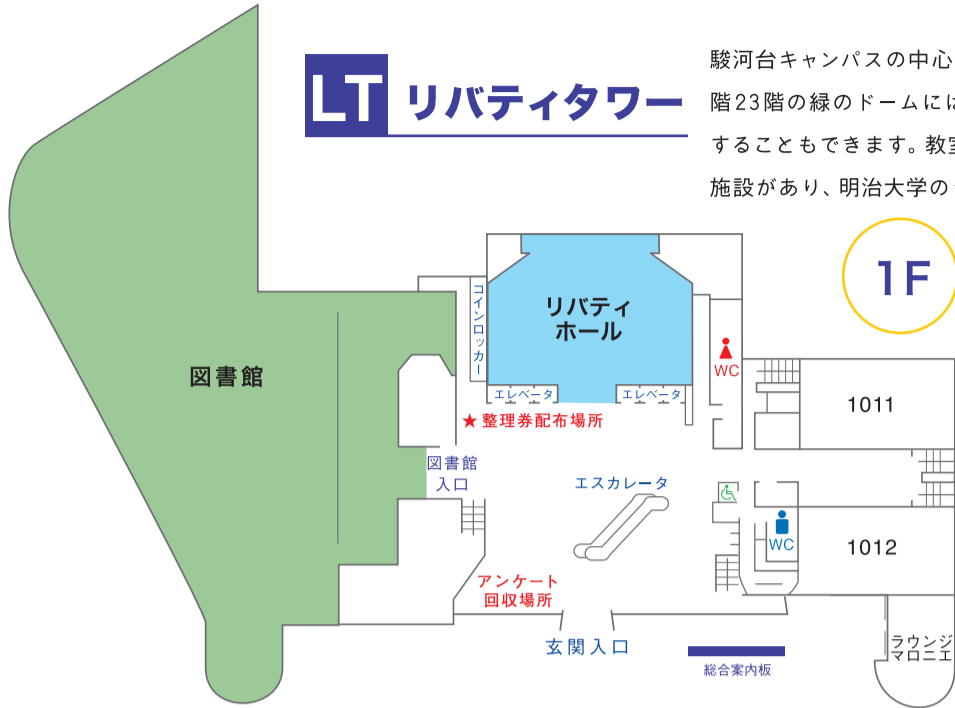 LT リバティタワー
駿河台キャンパスの中心
階23階の緑のドームには
することもできます。教室
施設があり、明治大学の
1F
コインロッカー
リバティ
ホール
WC
図書館
エレベータ
エレベータ
1011
★整理券配布場所
図書館
入口
エスカレータ
WC
1012
アンケート
回収場所
玄関入口
総合案内板
ラウンジ
マロニエ